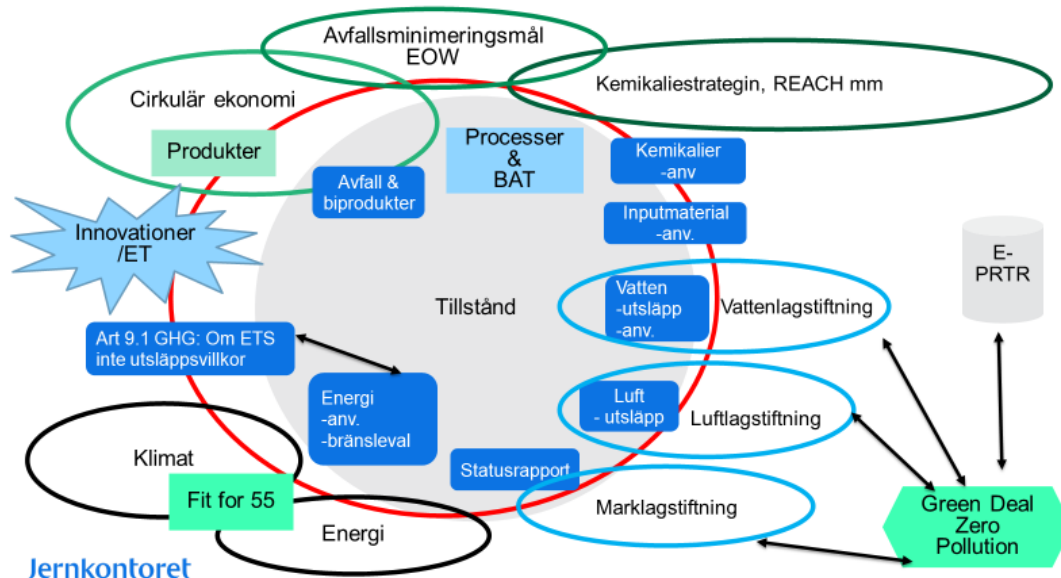 Avfallsminimeringsmål
EOW
Kemikaliestrategin, REACH mm
Cirkulär ekonomi
Produkter
Processer
&
BAT
Kemikalier
-anv
Avfall &
biprodukter
Inputmaterial
-anv.
Innovationer
/ET
E-
PRTR
Tillstånd
Vatten
-utsläpp
-anv.
Vattenlagstiftning
Art 9.1 GHG: Om ETS
inte utsläppsvillkor
Energi
-anv.
-bränsleval
Luft
- utsläpp
Luftlagstiftning
Klimat
Statusrapport
Fit for 55
Marklagstiftning
Green Deal
Zero
Pollution
Energi
Jernkontoret